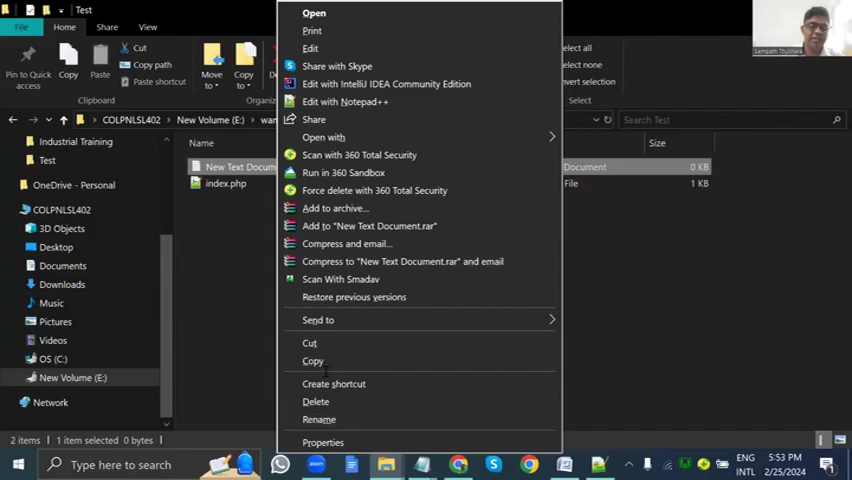 Test
File
Home
Share
View
Pin to Quick
access
Copy
Paste
Cut
Copy path
Paste shortcut
Clipboard
Move
to
Copy
to
Select
COLPNLSL402
New Volume (E:)
Search Test
Industrial Training
Test
OneDrive - Personal
COLPNLSL402
3D Objects
Desktop
Documents
Downloads
Music
Pictures
Videos
OS (C:)
New Volume (E:)
Network
Name
Size
New Text Docum
Document
0 KB
index.php
File
1 KB
Open
Print
Edit
Share with Skype
Edit with IntelliJ IDEA Community Edition
Edit with Notepad++
Share
Open with
Scan with 360 Total Security
Run in 360 Sandbox
Force delete with 360 Total Security
Add to archive...
Add to "New Text Document.rar"
Compress and email...
Compress to "New Text Document.rar" and email
Scan With Smadav
Restore previous versions
Send to
Cut
Copy
Create shortcut
Delete
Rename
Properties
2 items
1 item selected 0 bytes
Type here to search
ENG
INTL
5:53 PM
2/25/2024
Sampath Thushara